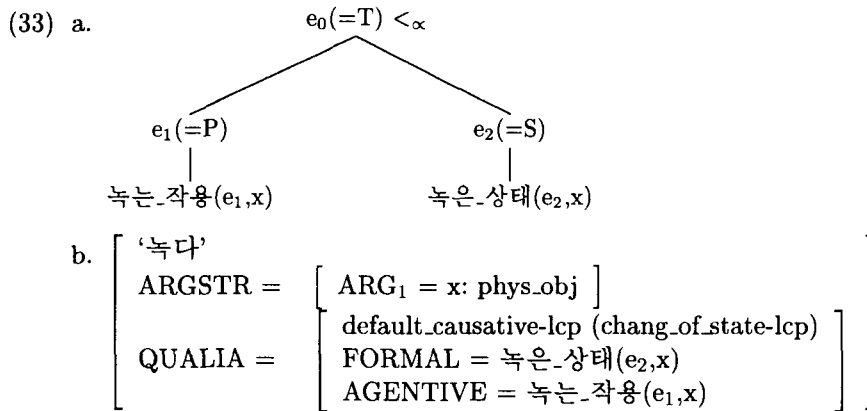 (33) a. e₀(=T) <∝
e₁(=P) e₂(=S)
녹는_작용(e₁,x) 녹은_상태(e₂,x)
b. ‘녹다’
ARGSTR = [ ARG₁ = x: phys_obj ]
default_causative-lcp (chang_of_state-lcp)
QUALIA = FORMAL = 녹은_상태(e₂,x)
AGENTIVE = 녹는_작용(e₁,x)